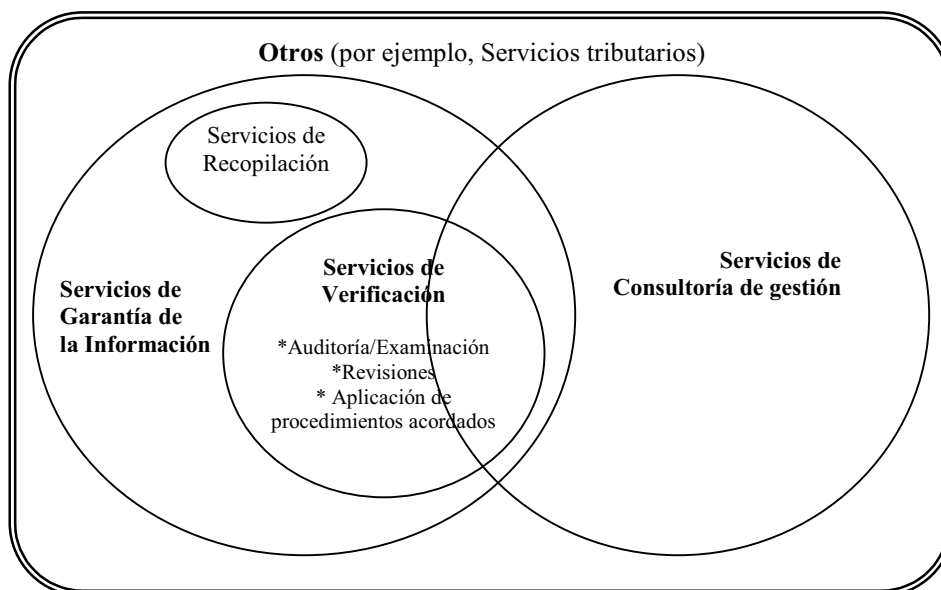 Otros (por ejemplo, Servicios tributarios)
Servicios de
Recopilación
Servicios de
Garantía de
la Información
Servicios de
Verificación
*Auditoría/Examinación
*Revisiones
* Aplicación de
procedimientos acordados
Servicios de
Consultoría de gestión